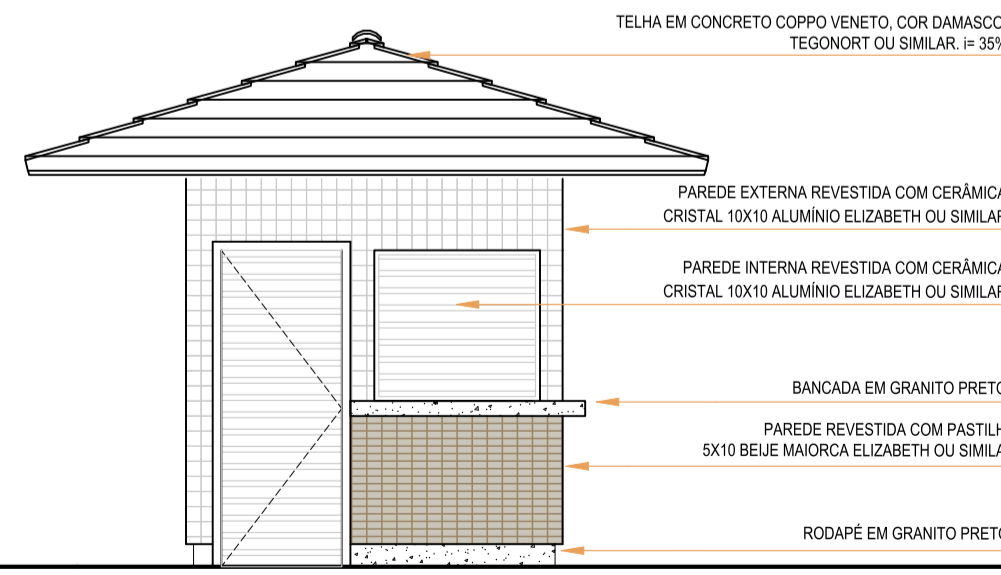 TELHA EM CONCRETO COPPO VENETO, COR DAMASCO
TEGONORT OU SIMILAR. i= 35%
PAREDE EXTERNA REVESTIDA COM CERÂMICA
CRISTAL 10X10 ALUMÍNIO ELIZABETH OU SIMILAR
PAREDE INTERNA REVESTIDA COM CERÂMICA
CRISTAL 10X10 ALUMÍNIO ELIZABETH OU SIMILAR
BANCADA EM GRANITO PRETO
PAREDE REVESTIDA COM PASTILH
5X10 BEIJE MAIORCA ELIZABETH OU SIMILA
RODAPÉ EM GRANITO PRETO